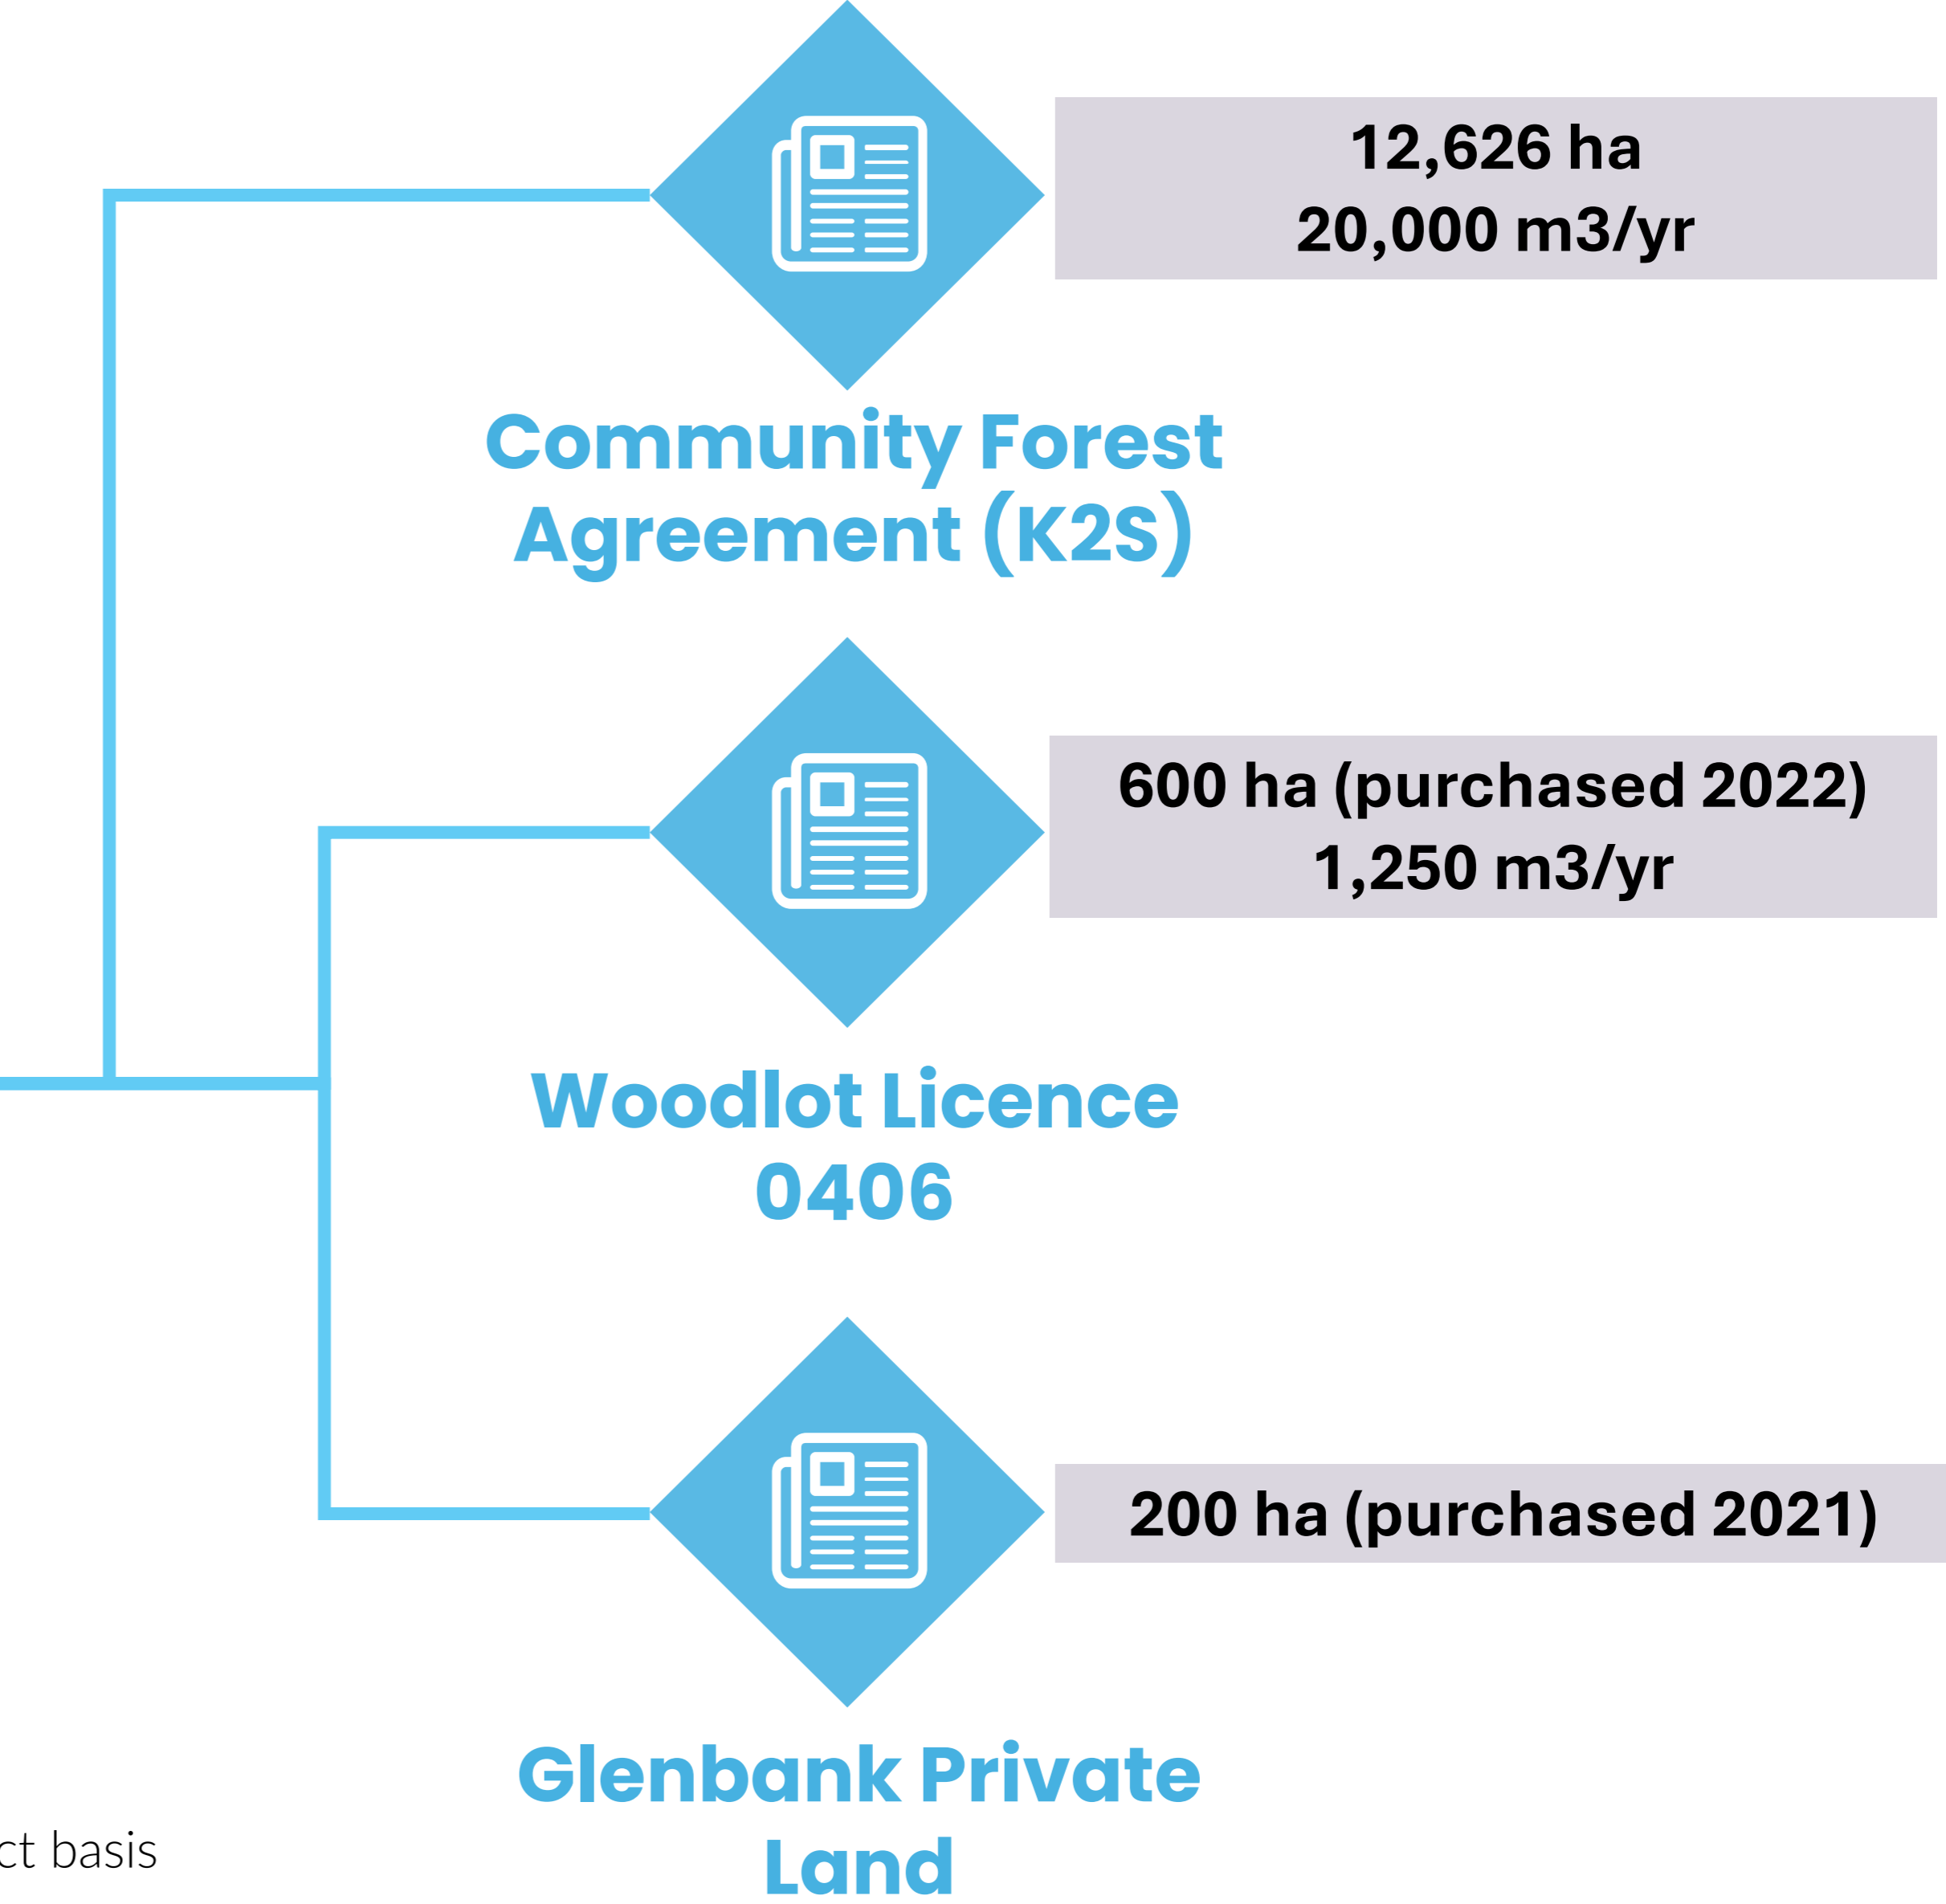 12,626 ha
20,000 m3/yr
Community Forest
Agreement (K2S)
600 ha (purchased 2022)
1,250 m3/yr
Woodlot Licence
0406
200 ha (purchased 2021)
Glenbank Private
Land
basis